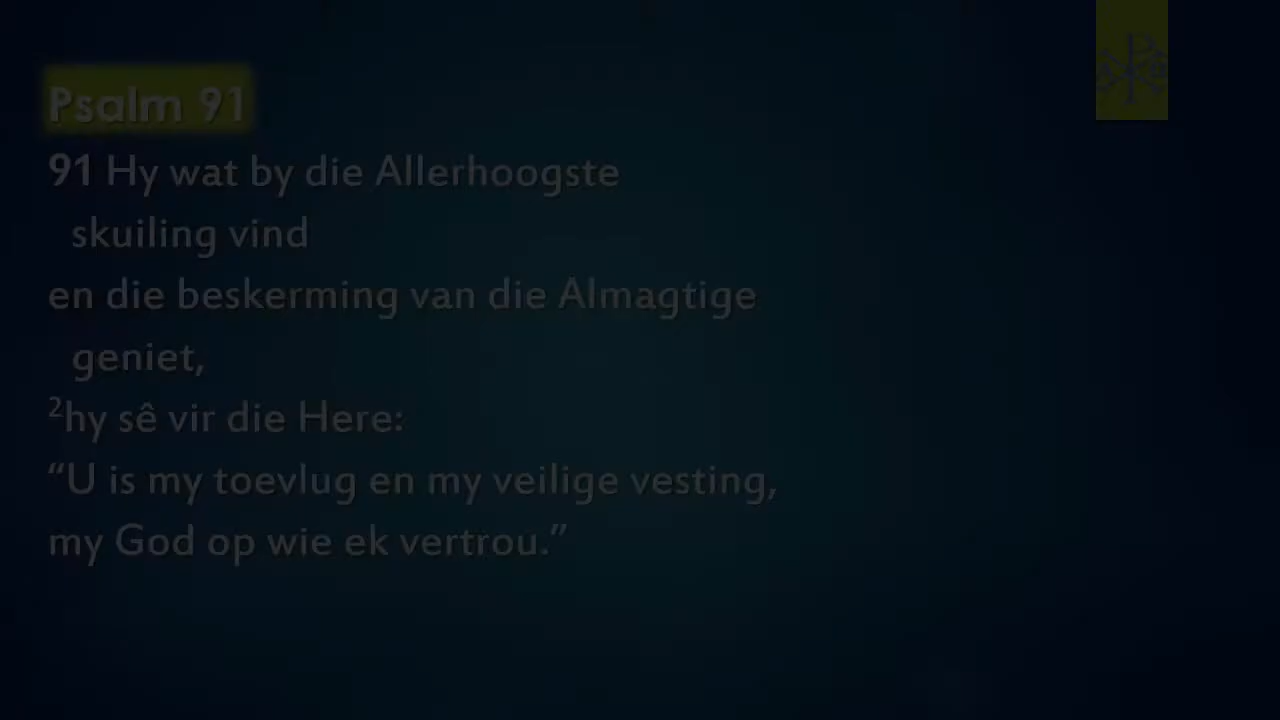 Psalm 91
91 Hy wat by die Allerhoogste
skuiling vind
en die beskerming van die Almagtige
geniet,
²hy sê vir die Here:
“U is my toevlug en my veilige vesting,
my God op wie ek vertrou.”